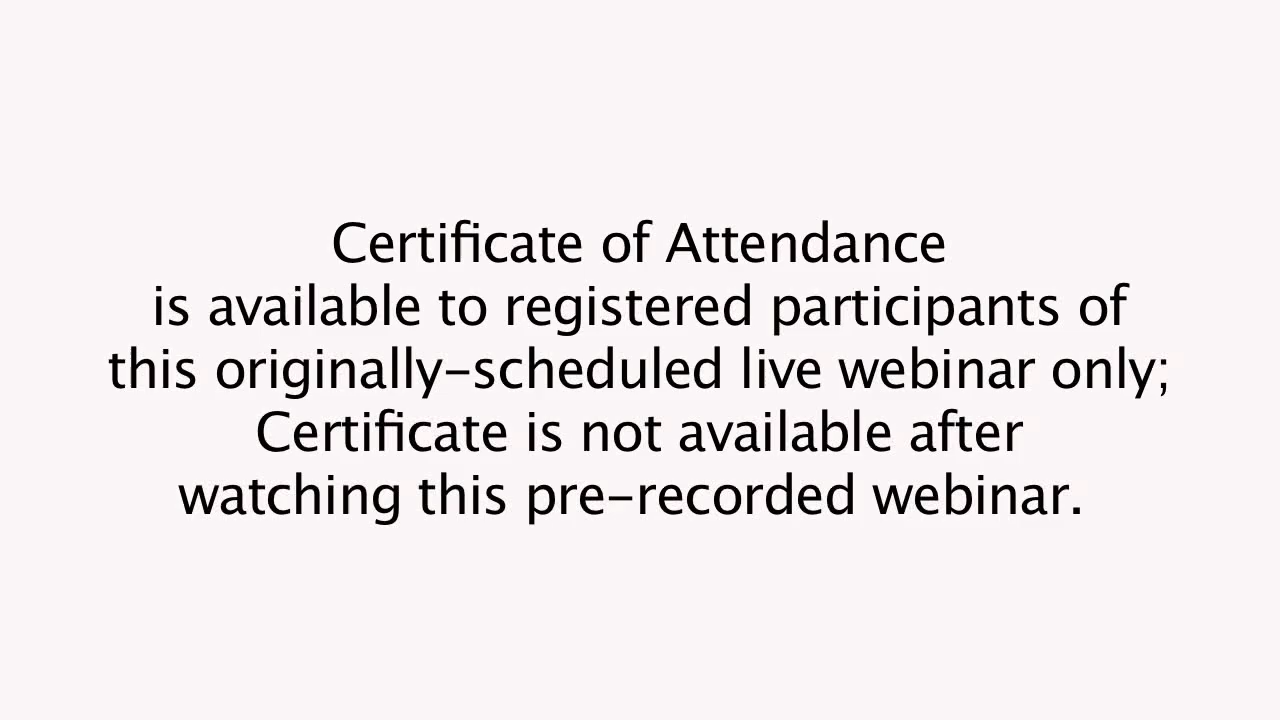 Certificate of Attendance
is available to registered participants of
this originally-scheduled live webinar only;
Certificate is not available after
watching this pre-recorded webinar.